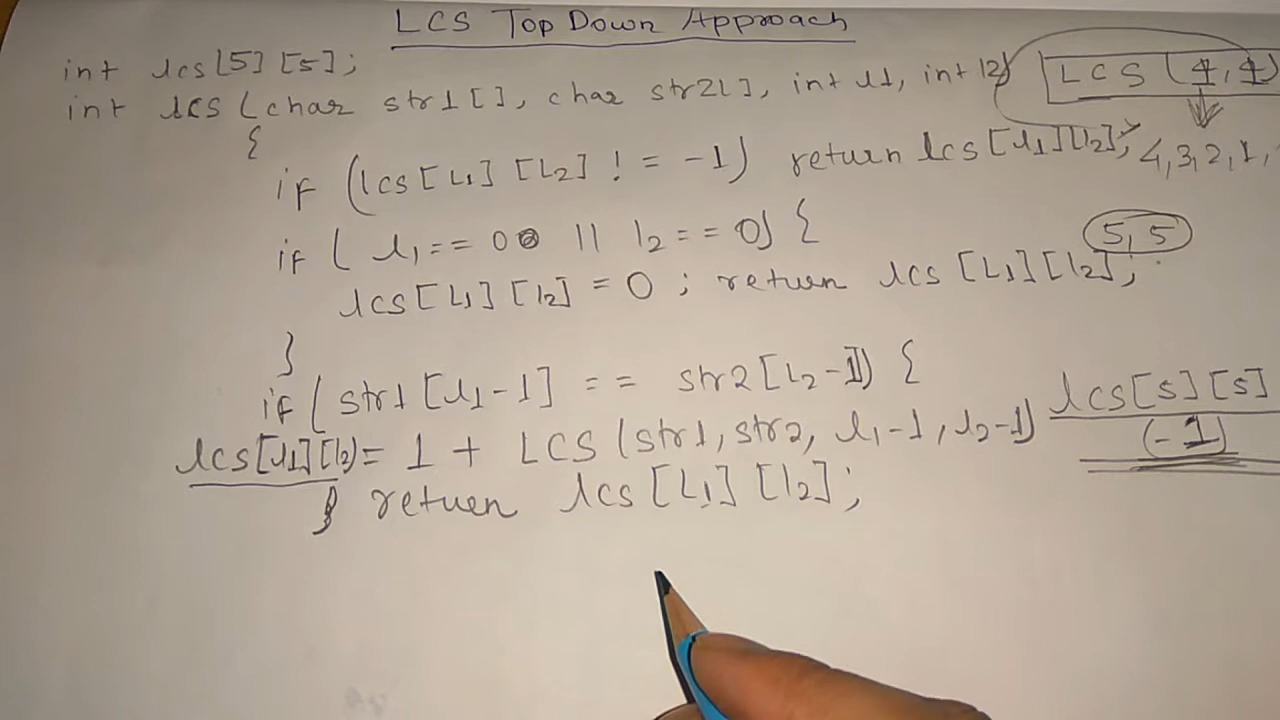 LCS Top Down Approach
int lcs[5][5];
int LCS (char str1[], char str2[], int l1, int l2) LCS (4,4)
{
if (lcs[L1][L2] != -1) return lcs[l1][l2]; 4,3,2,1,
if ( l1 == 0 || l2 == 0) { 5,5
lcs[L1][l2] = 0 ; return lcs [L1][l2];
}
if ( str1[l1-1] == str2[L2-1]) { lcs[5][5]
lcs[l1][l2] = 1 + LCS (str1, str2, l1-1, l2-1) (-1)
} return lcs[L1][l2];